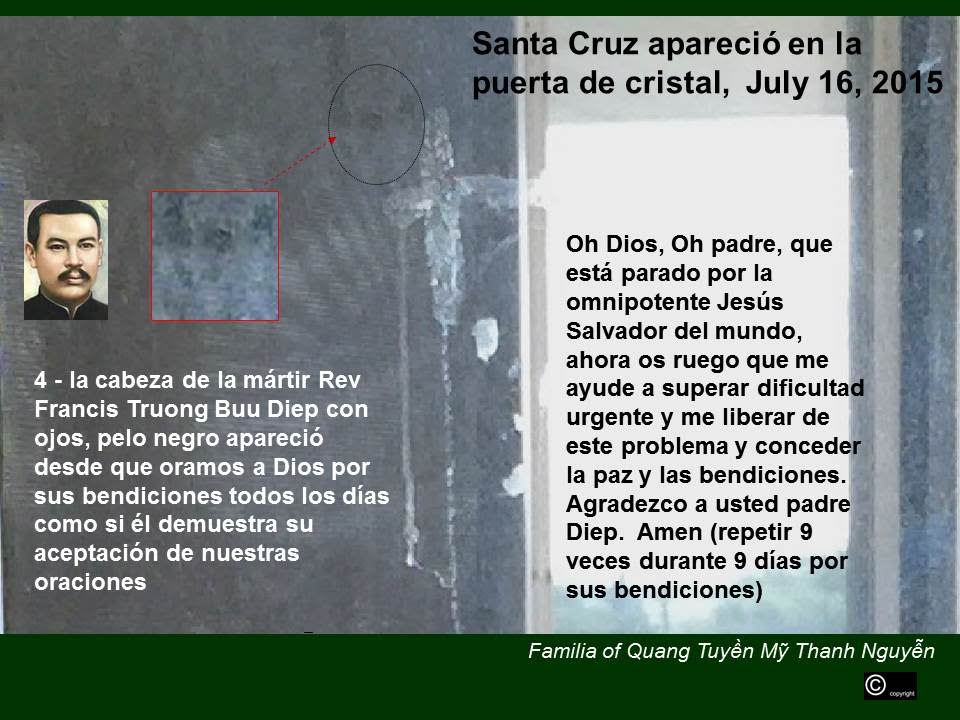 Santa Cruz apareció en la
puerta de cristal, July 16, 2015
4 - la cabeza de la mártir Rev
Francis Truong Buu Diep con
ojos, pelo negro apareció
desde que oramos a Dios por
sus bendiciones todos los días
como si él demuestra su
aceptación de nuestras
oraciones
Oh Dios, Oh padre, que
está parado por la
omnipotente Jesús
Salvador del mundo,
ahora os ruego que me
ayude a superar dificultad
urgente y me liberar de
este problema y conceder
la paz y las bendiciones.
Agradezco a usted padre
Diep. Amen (repetir 9
veces durante 9 días por
sus bendiciones)
Familia of Quang Tuyền Mỹ Thanh Nguyễn
© copyright